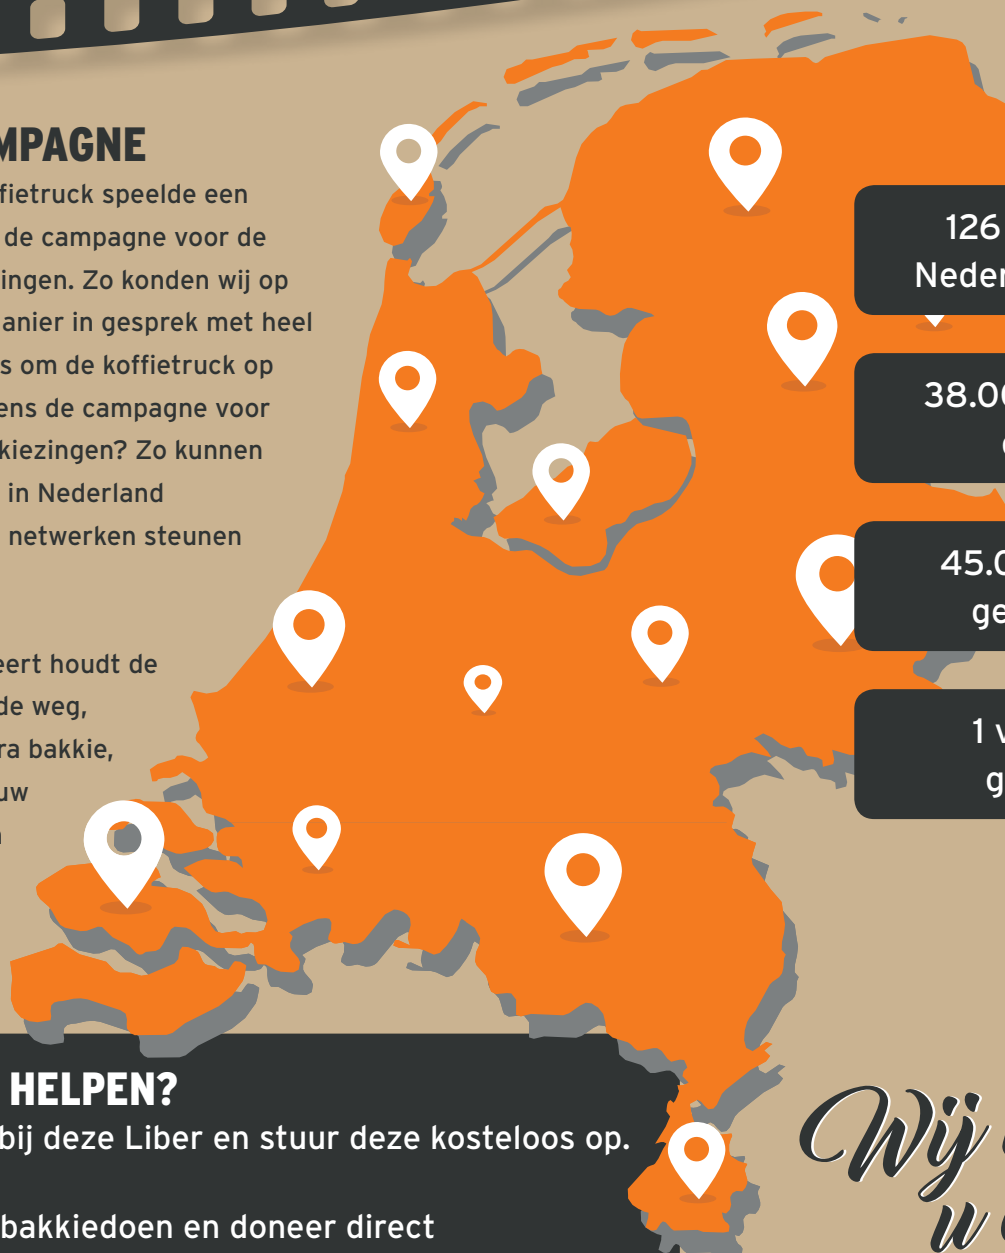 MPAGNE
fietruck speelde een
de campagne voor de
ingen. Zo konden wij op
anier in gesprek met heel
s om de koffietruck op
ens de campagne voor
kiezingen? Zo kunnen
in Nederland
netwerken steunen
eert houdt de
de weg,
ra bakkie,
uw
126
Neder
38.00
45.0
ge
1 v
g
HELPEN?
bij deze Liber en stuur deze kosteloos op.
bakkiedoen en doneer direct
Wij
u